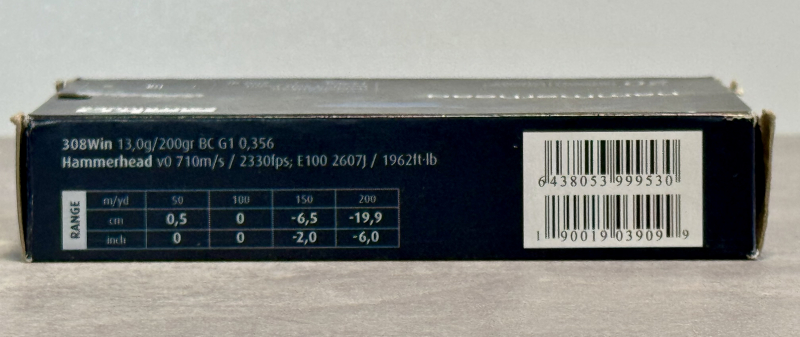 308Win 13,0g/200gr BC G1 0,356
Hammerhead v0 710m/s / 2330fps; E100 2607J / 1962ft·lb
RANGE
m/yd 50 100 150 200
cm 0,5 0 -6,5 -19,9
inch 0 0 -2,0 -6,0
6 438053 999530
1 90019 03909 9